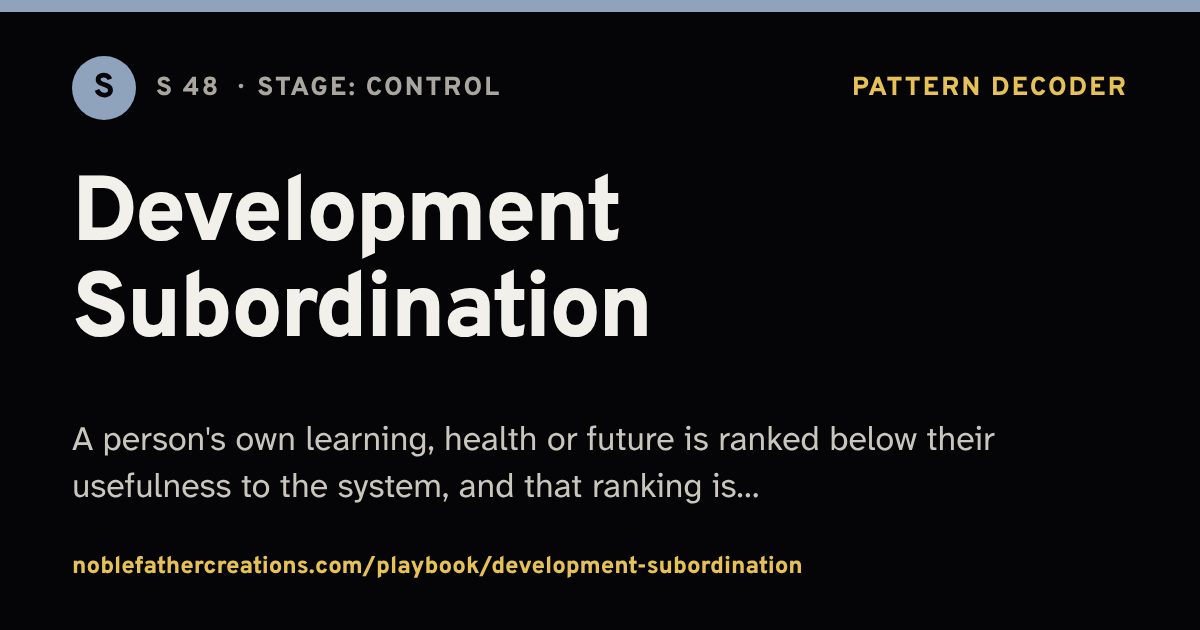 S
S 48 · STAGE: CONTROL
PATTERN DECODER
Development
Subordination
A person's own learning, health or future is ranked below their
usefulness to the system, and that ranking is...
noblefathercreations.com/playbook/development-subordination